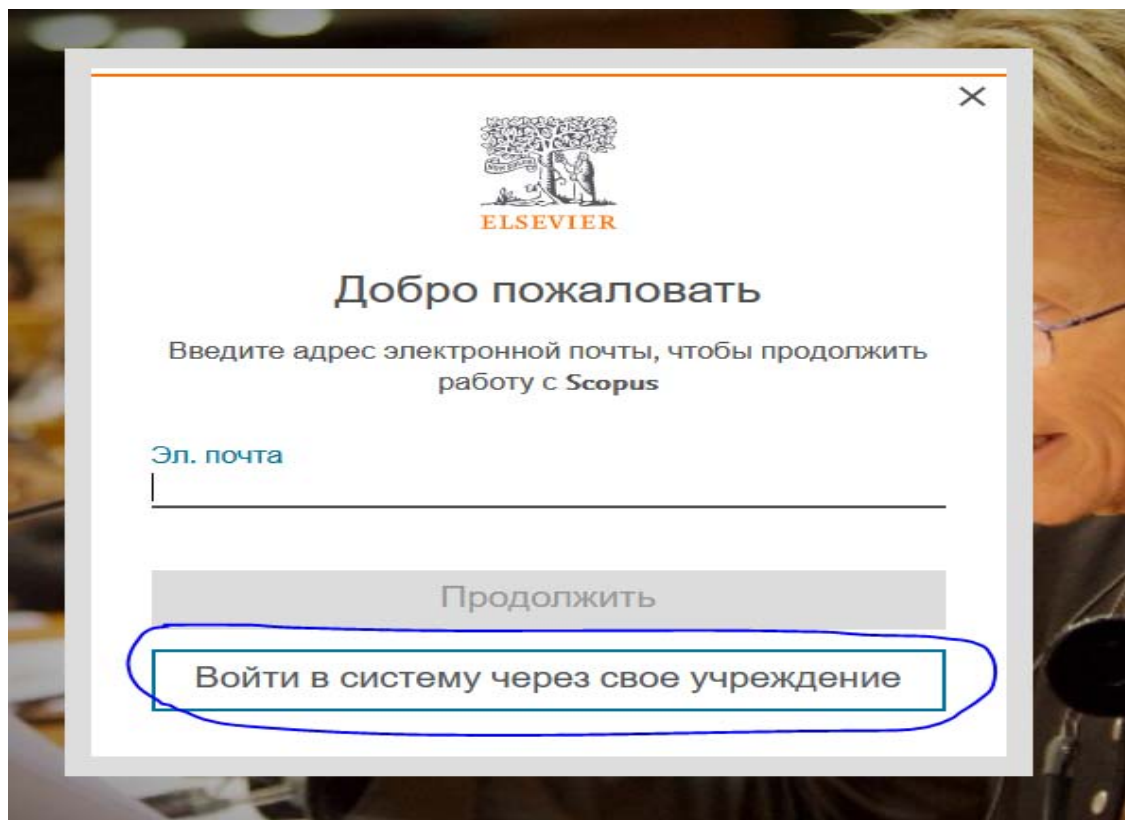 ELSEVIER
Добро пожаловать
Введите адрес электронной почты, чтобы продолжить
работу с Scopus
Эл. почта
Продолжить
Войти в систему через свое учреждение